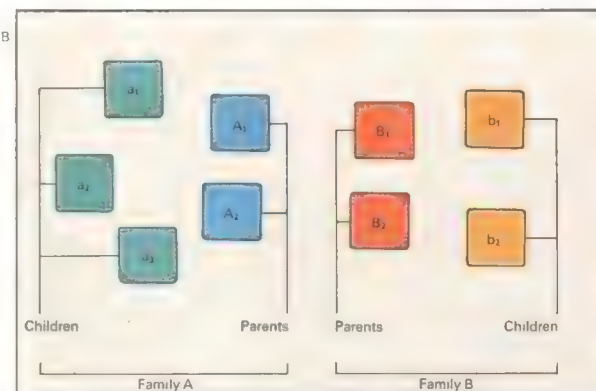 B
a₁
A₁
B₁
b₁
a₂
A₂
B₂
b₂
a₃
Children
Parents
Parents
Children
Family A
Family B